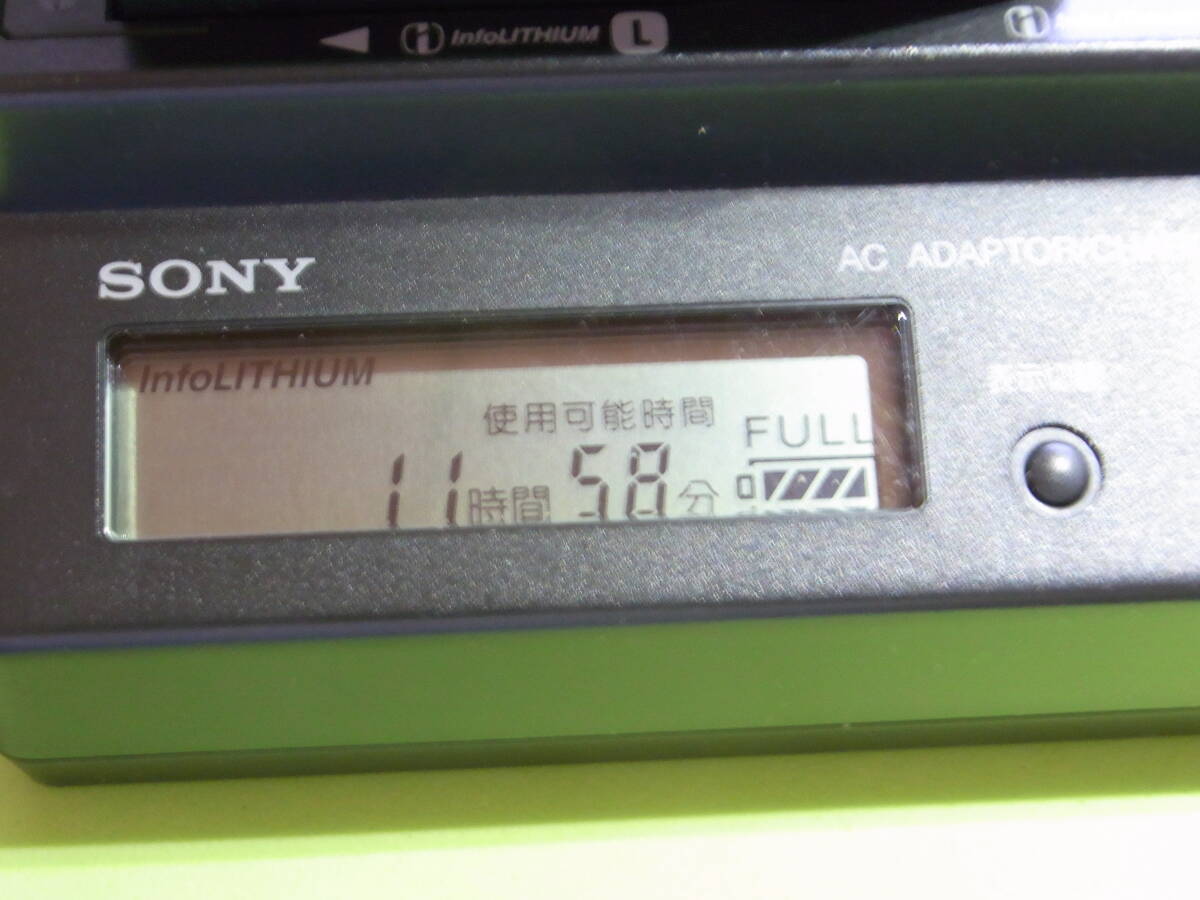 InfoLITHIUM L
SONY
AC ADAPTOR/
InfoLITHIUM
使用可能時間
FULL
11時間 58分